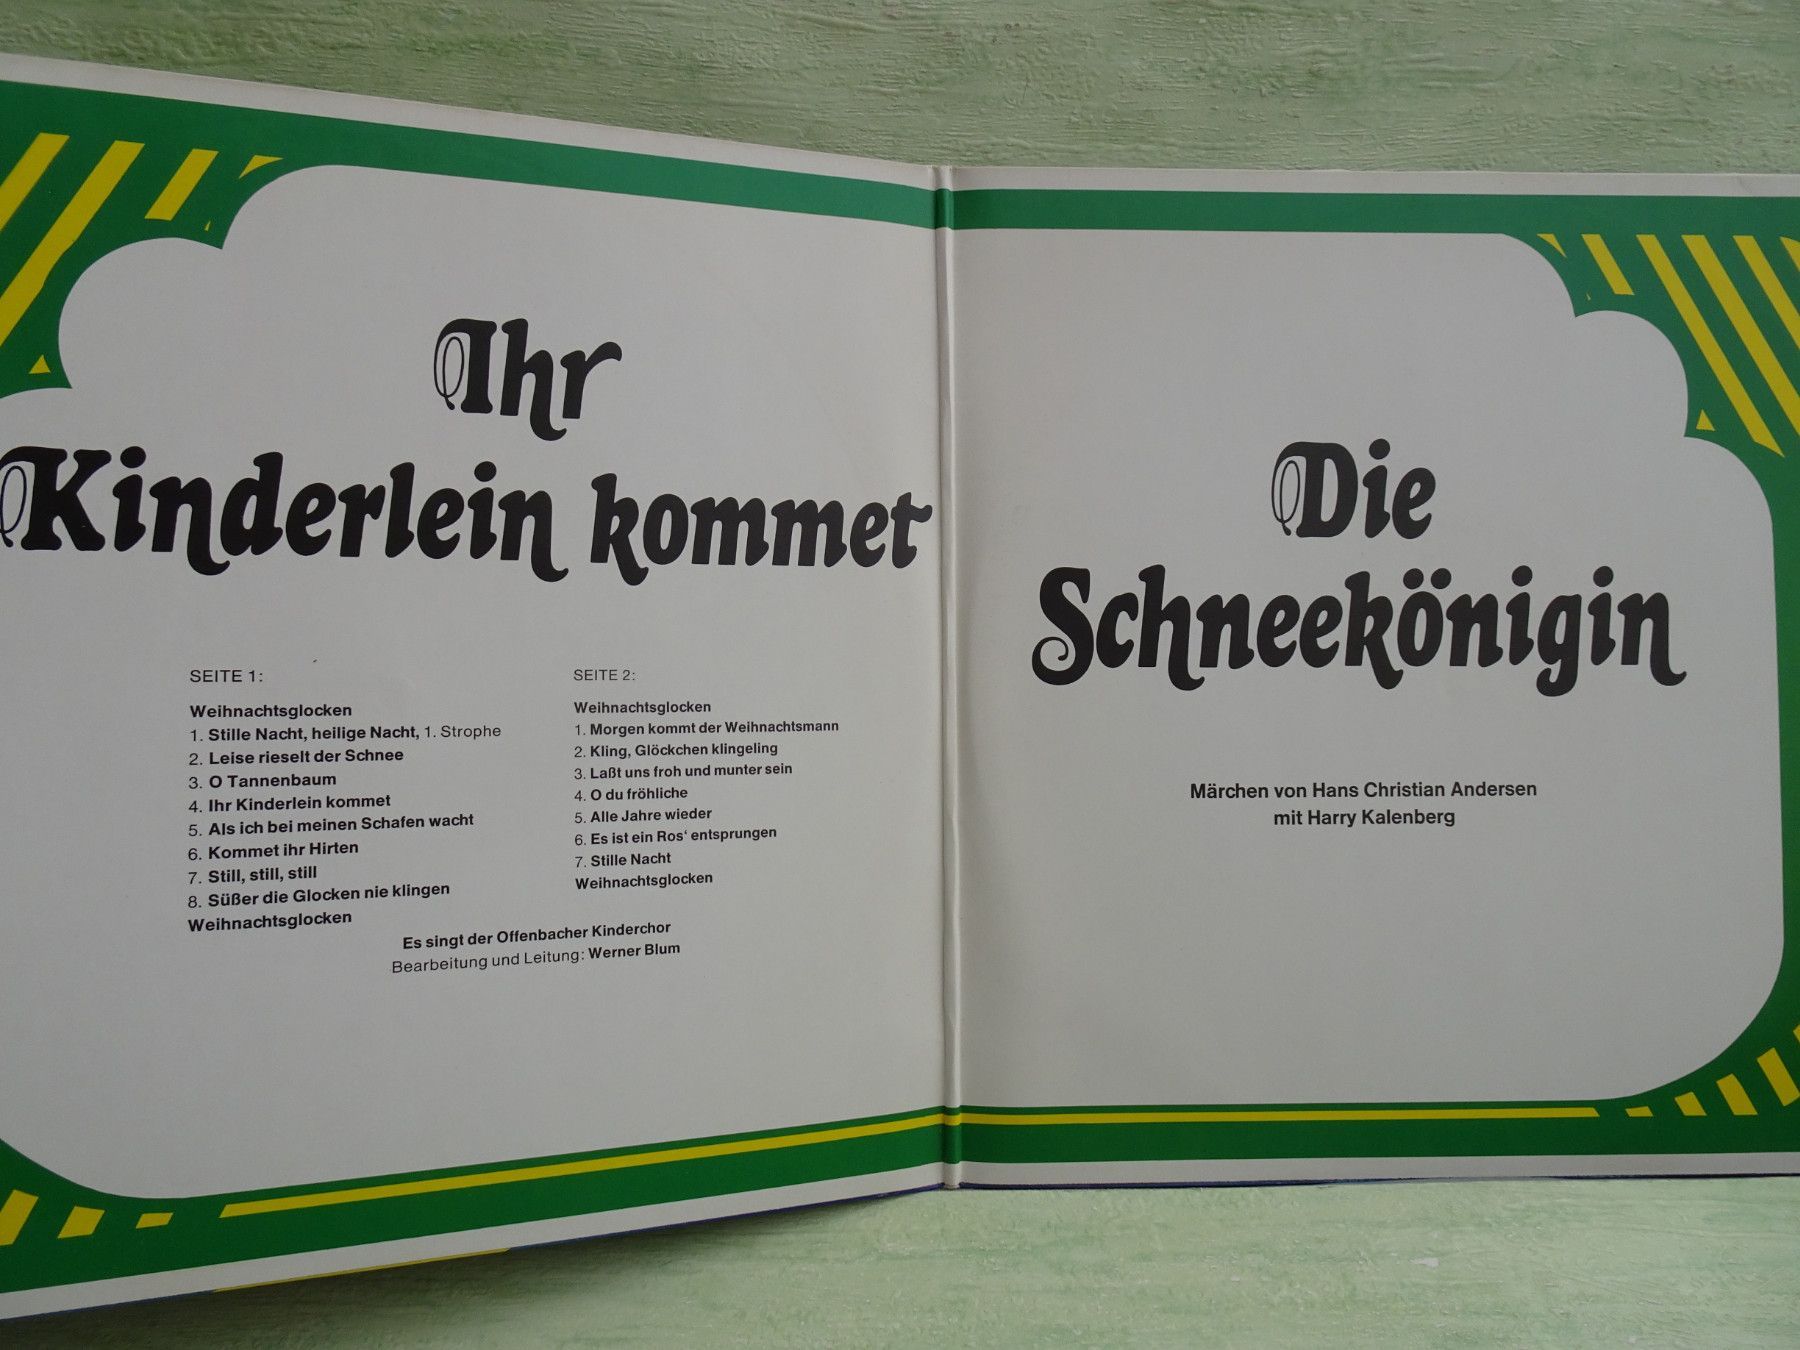 Ihr
Kinderlein kommet
SEITE 1:
Weihnachtsglocken
1. Stille Nacht, heilige Nacht, 1. Strophe
2. Leise rieselt der Schnee
3. O Tannenbaum
4. Ihr Kinderlein kommet
5. Als ich bei meinen Schafen wacht
6. Kommet ihr Hirten
7. Still, still, still
8. Süßer die Glocken nie klingen
Weihnachtsglocken
SEITE 2:
Weihnachtsglocken
1. Morgen kommt der Weihnachtsmann
2. Kling, Glöckchen klingeling
3. Laßt uns froh und munter sein
4. O du fröhliche
5. Alle Jahre wieder
6. Es ist ein Ros‘ entsprungen
7. Stille Nacht
Weihnachtsglocken
Es singt der Offenbacher Kinderchor
Bearbeitung und Leitung: Werner Blum
Die
Schneekönigin
Märchen von Hans Christian Andersen
mit Harry Kalenberg